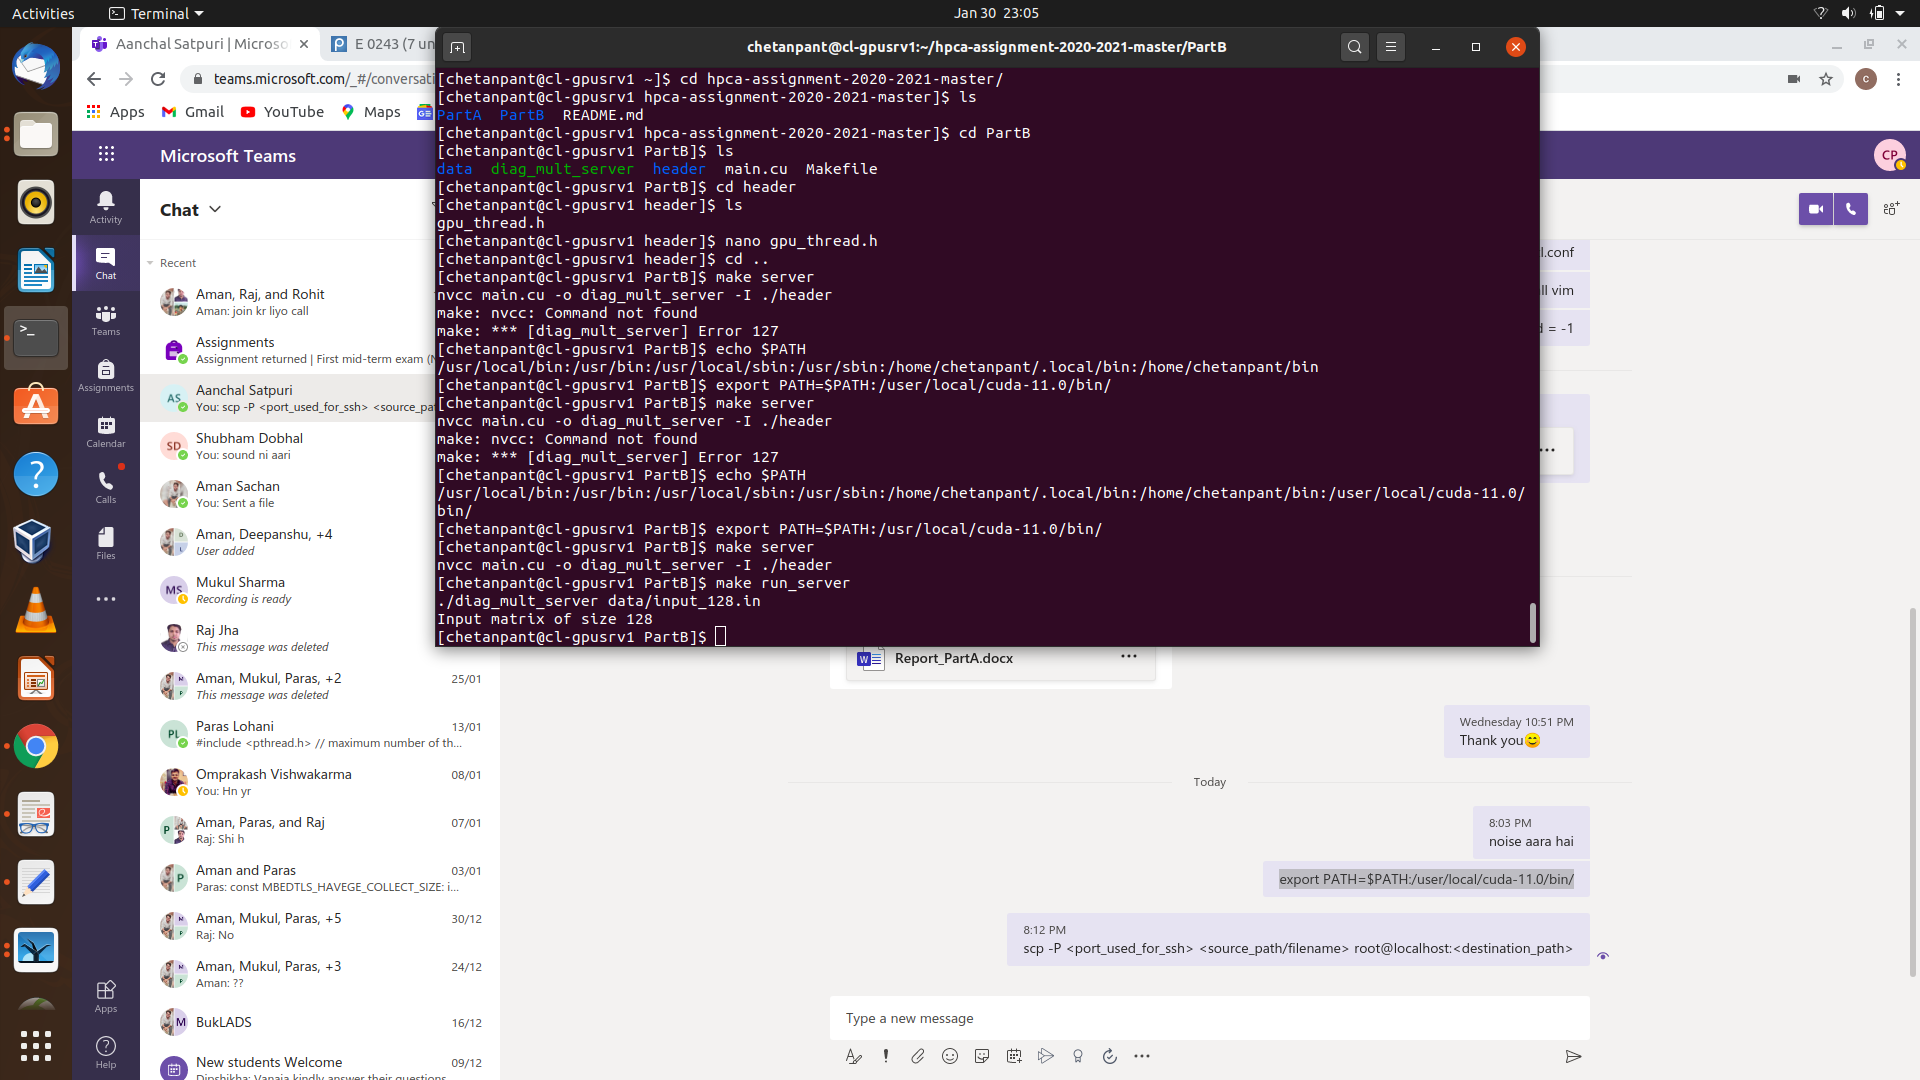 Activities
Terminal
Jan 30 23:05
Aanchal Satpuri | Microso
E 0243 (7 un
teams.microsoft.com/_#/conversati
Apps
Gmail
YouTube
Maps
chetanpant@cl-gpusrv1:~/hpca-assignment-2020-2021-master/PartB
[chetanpant@cl-gpusrv1 ~]$ cd hpca-assignment-2020-2021-master/
[chetanpant@cl-gpusrv1 hpca-assignment-2020-2021-master]$ ls
PartA PartB README.md
[chetanpant@cl-gpusrv1 hpca-assignment-2020-2021-master]$ cd PartB
[chetanpant@cl-gpusrv1 PartB]$ ls
data diag_mult_server header main.cu Makefile
[chetanpant@cl-gpusrv1 PartB]$ cd header
[chetanpant@cl-gpusrv1 header]$ ls
gpu_thread.h
[chetanpant@cl-gpusrv1 header]$ nano gpu_thread.h
[chetanpant@cl-gpusrv1 header]$ cd ..
[chetanpant@cl-gpusrv1 PartB]$ make server
nvcc main.cu -o diag_mult_server -I ./header
make: nvcc: Command not found
make: *** [diag_mult_server] Error 127
[chetanpant@cl-gpusrv1 PartB]$ echo $PATH
/usr/local/bin:/usr/bin:/usr/local/sbin:/usr/sbin:/home/chetanpant/.local/bin:/home/chetanpant/bin
[chetanpant@cl-gpusrv1 PartB]$ export PATH=$PATH:/user/local/cuda-11.0/bin/
[chetanpant@cl-gpusrv1 PartB]$ make server
nvcc main.cu -o diag_mult_server -I ./header
make: nvcc: Command not found
make: *** [diag_mult_server] Error 127
[chetanpant@cl-gpusrv1 PartB]$ echo $PATH
/usr/local/bin:/usr/bin:/usr/local/sbin:/usr/sbin:/home/chetanpant/.local/bin:/home/chetanpant/bin:/user/local/cuda-11.0/
bin/
[chetanpant@cl-gpusrv1 PartB]$ export PATH=$PATH:/usr/local/cuda-11.0/bin/
[chetanpant@cl-gpusrv1 PartB]$ make server
nvcc main.cu -o diag_mult_server -I ./header
[chetanpant@cl-gpusrv1 PartB]$ make run_server
./diag_mult_server data/input_128.in
Input matrix of size 128
[chetanpant@cl-gpusrv1 PartB]$
Microsoft Teams
CP
Activity
Chat
Teams
Assignments
Calendar
Calls
Files
Apps
Help
Chat
Recent
Aman, Raj, and Rohit
Aman: join kr liyo call
Assignments
Assignment returned | First mid-term exam (N
AS
Aanchal Satpuri
You: scp -P <port_used_for_ssh> <source_pa
SD
Shubham Dobhal
You: sound ni aari
Aman Sachan
You: Sent a file
Aman, Deepanshu, +4
User added
MS
Mukul Sharma
Recording is ready
Raj Jha
This message was deleted
Aman, Mukul, Paras, +2
25/01
This message was deleted
PL
Paras Lohani
13/01
#include <pthread.h> // maximum number of th...
Omprakash Vishwakarma
08/01
You: Hn yr
P
Aman, Paras, and Raj
07/01
Raj: Shi h
P
Aman and Paras
03/01
Paras: const MBEDTLS_HAVEGE_COLLECT_SIZE: i...
Aman, Mukul, Paras, +5
30/12
Raj: No
Aman, Mukul, Paras, +3
24/12
Aman: ??
M
BukLADS
16/12
New students Welcome
09/12
Dipshikha: Vanaja kindly answer their questions
l.conf
ll vim
d = -1
Report_PartA.docx
Wednesday 10:51 PM
Thank you😊
Today
8:03 PM
noise aara hai
export PATH=$PATH:/user/local/cuda-11.0/bin/
8:12 PM
scp -P <port_used_for_ssh> <source_path/filename> root@localhost:<destination_path>
Type a new message